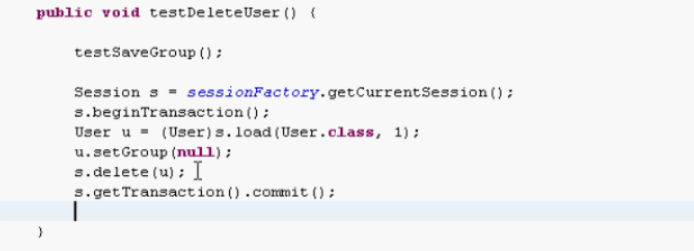 public void testDeleteUser() {
testSaveGroup();
Session s = sessionFactory.getCurrentSession();
s.beginTransaction();
User u = (User)s.load(User.class, 1);
u.setGroup(null);
s.delete(u);
s.getTransaction().commit();
}